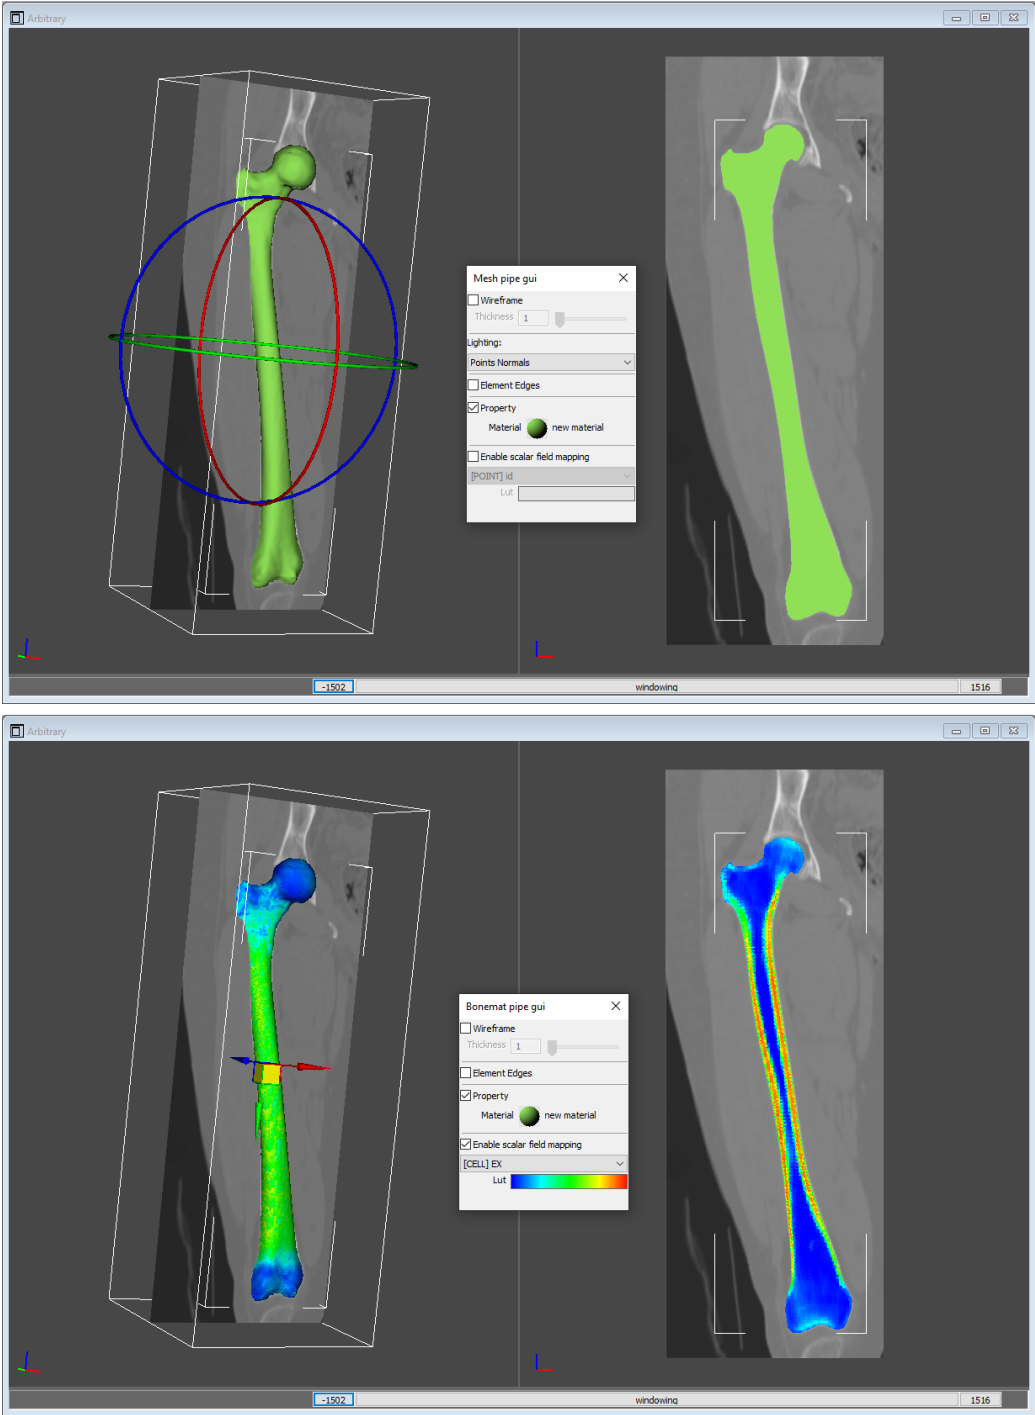 Arbitrary
Mesh pipe gui
Wireframe
Thickness 1
Lighting:
Points Normals
Element Edges
Property
Material new material
Enable scalar field mapping
[POINT] id
Lut
-1502 windowing 1516
Arbitrary
Bonemat pipe gui
Wireframe
Thickness 1
Element Edges
Property
Material new material
Enable scalar field mapping
[CELL] EX
Lut
-1502 windowing 1516